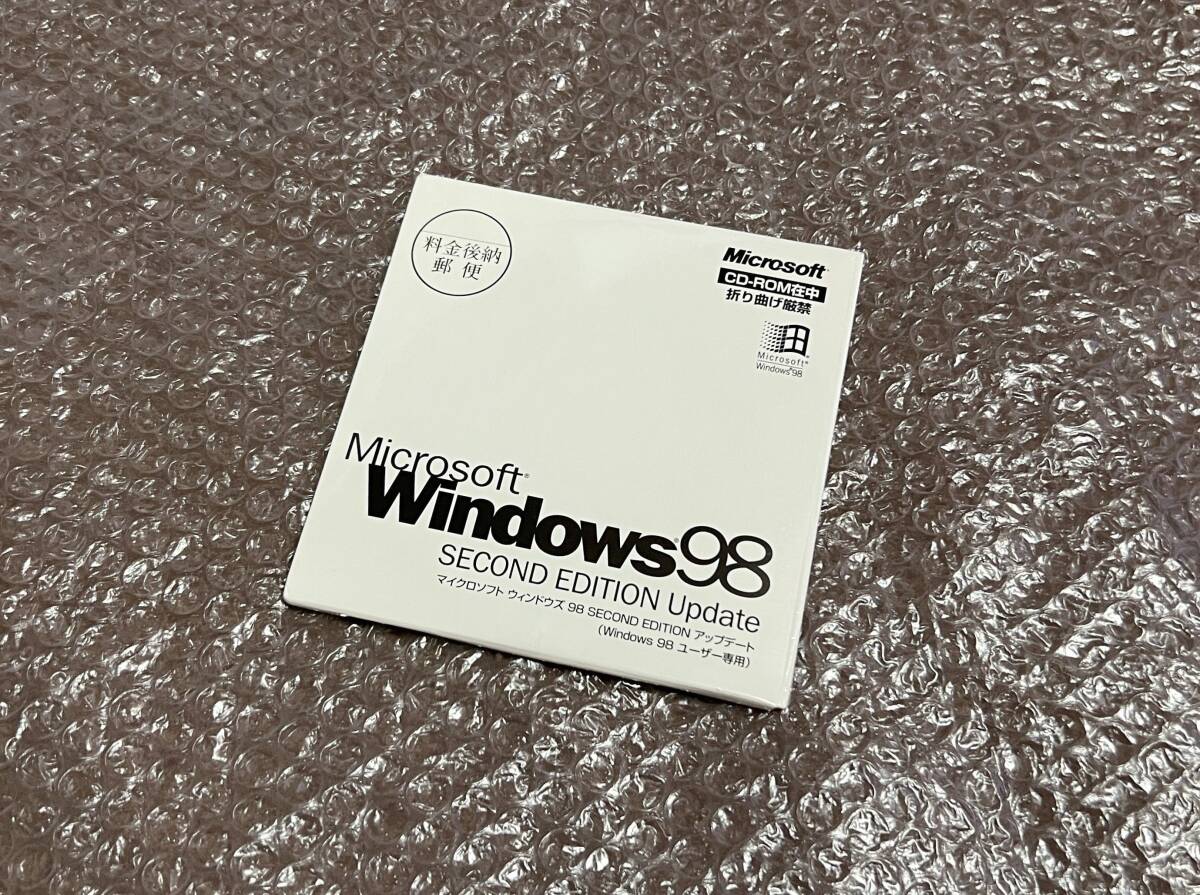 料金後納
郵便
Microsoft®
CD-ROM在中
折り曲げ厳禁
Microsoft®
Windows®98
Microsoft®
Windows®98
SECOND EDITION Update
マイクロソフト ウィンドウズ 98 SECOND EDITION アップデート
(Windows 98 ユーザー専用)